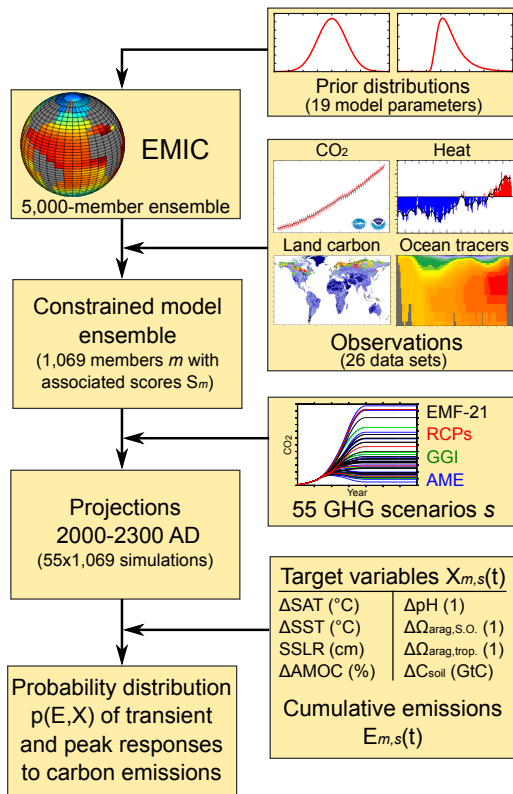 Prior distributions
(19 model parameters)
EMIC
5,000-member ensemble
CO₂
Heat
Land carbon
Ocean tracers
Observations
(26 data sets)
Constrained model
ensemble
(1,069 members m with
associated scores Sₘ)
CO₂
Year
EMF-21
RCPs
GGI
AME
55 GHG scenarios s
Projections
2000-2300 AD
(55x1,069 simulations)
Target variables Xm,s(t)
ΔSAT (°C)
ΔSST (°C)
SSLR (cm)
ΔAMOC (%)
ΔpH (1)
ΔΩarag,S.O. (1)
ΔΩarag,trop. (1)
ΔCsoil (GtC)
Cumulative emissions
Em,s(t)
Probability distribution
p(E,X) of transient
and peak responses
to carbon emissions